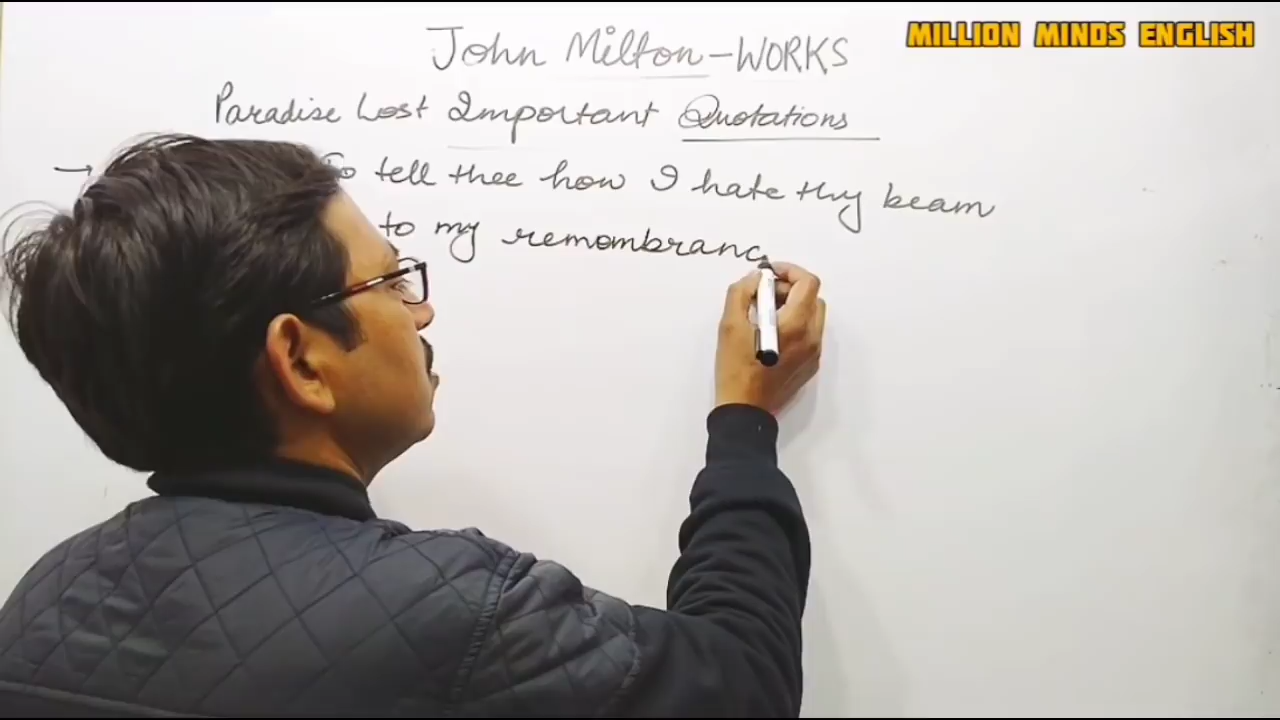 MILLION MINDS ENGLISH
John Milton - WORKS
Paradise Lost Important Quotations
→ To tell thee how I hate thy beam
to my remombranc